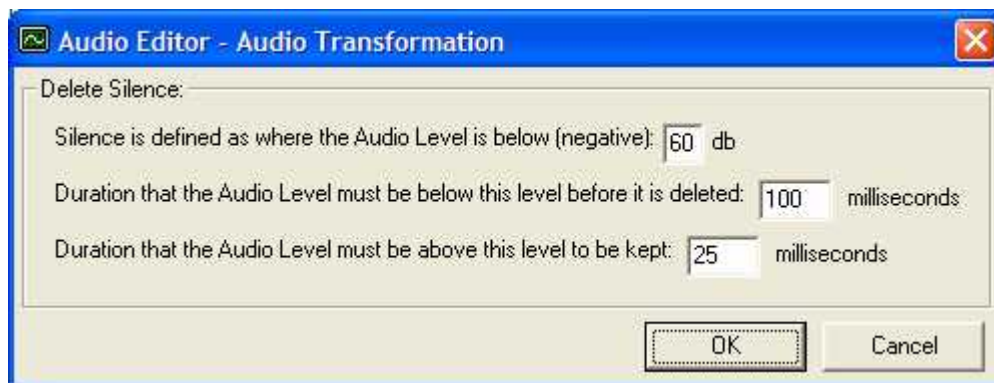 Audio Editor - Audio Transformation
Delete Silence:
Silence is defined as where the Audio Level is below (negative): 60 db
Duration that the Audio Level must be below this level before it is deleted: 100 milliseconds
Duration that the Audio Level must be above this level to be kept: 25 milliseconds
OK Cancel